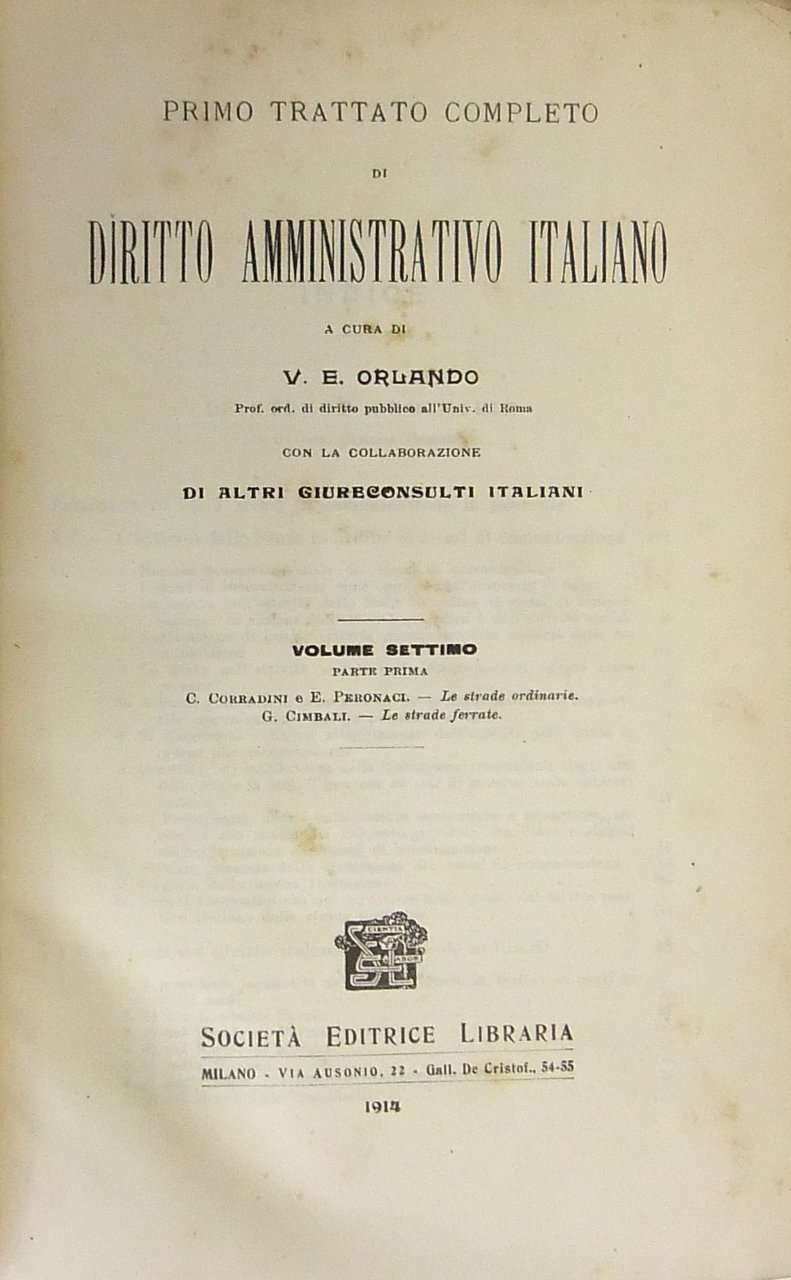 PRIMO TRATTATO COMPLETO
DI
DIRITTO AMMINISTRATIVO ITALIANO
A CURA DI
V. E. ORLANDO
Prof. ord. di diritto pubblico all'Univ. di Roma
CON LA COLLABORAZIONE
DI ALTRI GIURECONSULTI ITALIANI
VOLUME SETTIMO
PARTE PRIMA
C. CORRADINI e E. PERONACI. — Le strade ordinarie.
G. CIMBALI. — Le strade ferrate.
SCIENTIA
LABOR
SOCIETÀ EDITRICE LIBRARIA
MILANO - VIA AUSONIO, 22 - Gall. De Cristof., 54-55
1914